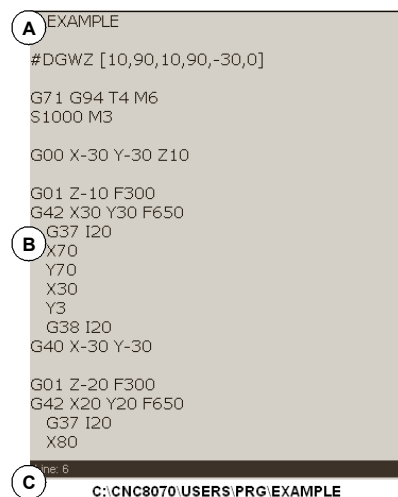 A
EXAMPLE
#DGWZ [10,90,10,90,-30,0]
G71 G94 T4 M6
S1000 M3
G00 X-30 Y-30 Z10
G01 Z-10 F300
G42 X30 Y30 F650
G37 I20
B
X70
Y70
X30
Y3
G38 I20
G40 X-30 Y-30
G01 Z-20 F300
G42 X20 Y20 F650
G37 I20
X80
C
ine: 6
C:\CNC8070\USERS\PRG\EXAMPLE